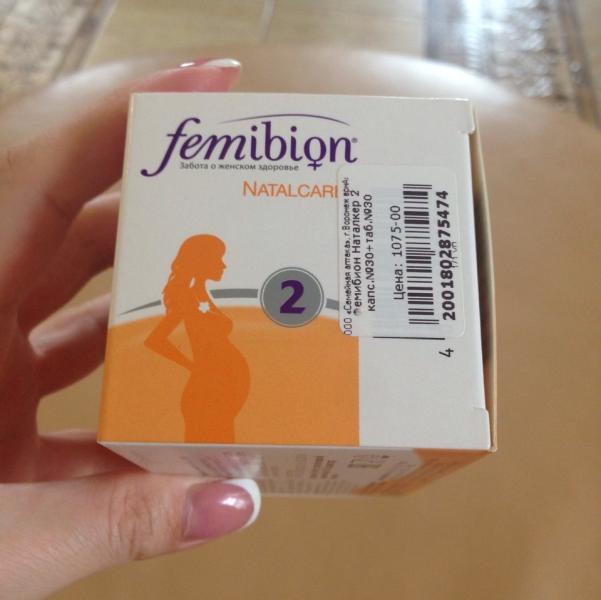 femibion®
Забота о женском здоровье
NATALCARE
2
ООО «Семейная аптека», г.Воронеж
Фемибион Наталкер 2
капс.№30+таб.№30
Цена: 1075-00
2001802875474
4